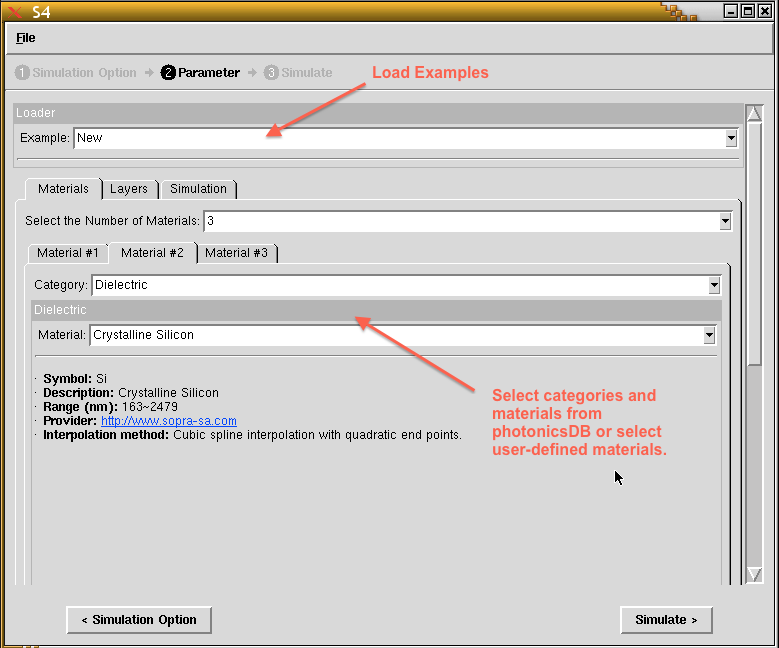 S4
File
1 Simulation Option → 2 Parameter → 3 Simulate
Load Examples
Loader
Example: New
Materials Layers Simulation
Select the Number of Materials: 3
Material #1 Material #2 Material #3
Category: Dielectric
Dielectric
Material: Crystalline Silicon
· Symbol: Si
· Description: Crystalline Silicon
· Range (nm): 163~2479
· Provider: http://www.sopra-sa.com
· Interpolation method: Cubic spline interpolation with quadratic end points.
Select categories and
materials from
photonicsDB or select
user-defined materials.
< Simulation Option
Simulate >